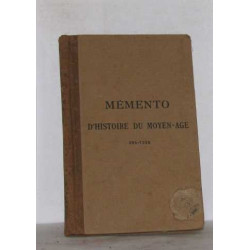 MEMENTO
D'HISTOIRE DU MOYEN-AGE